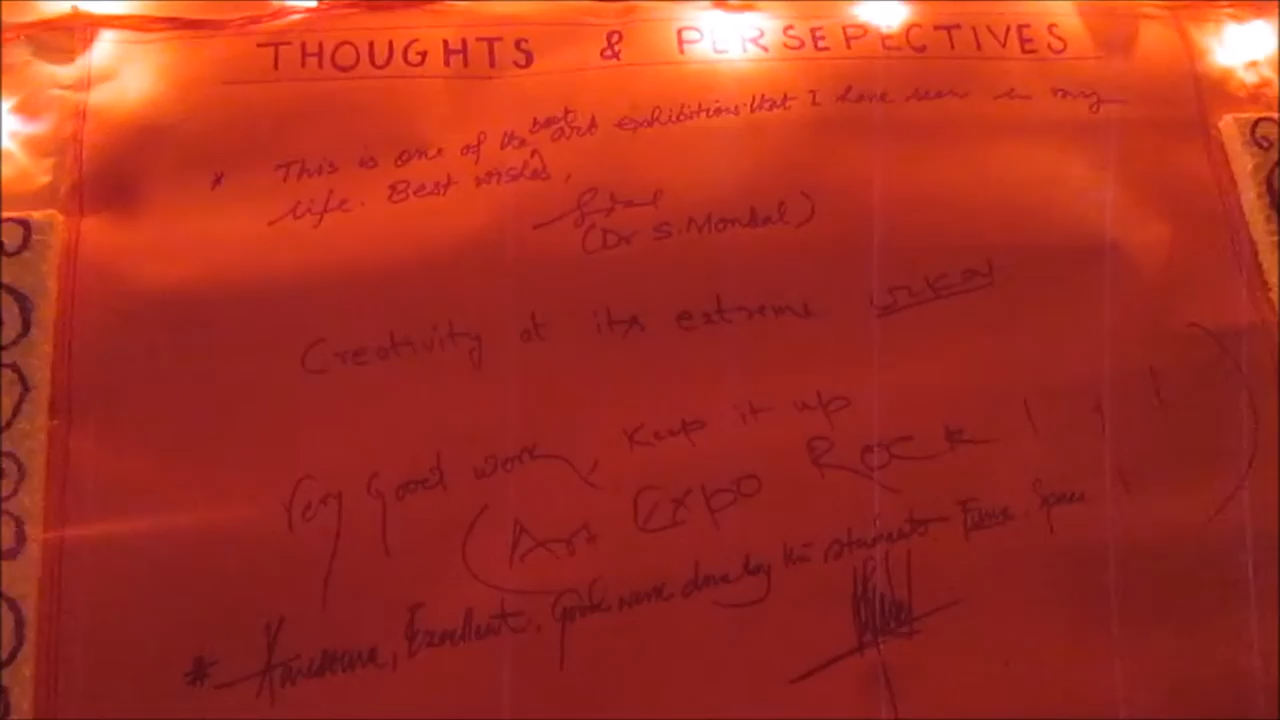 THOUGHTS & PERSEPECTIVES
* This is one of the best art exhibitions that I have seen in my
life. Best wishes,
(Dr S. Mondal)
Creativity at its extreme
Very Good work, Keep it up
(Art Expo ROCK ! ! ! )
* Awesome, Excellent, Good work done by the students.